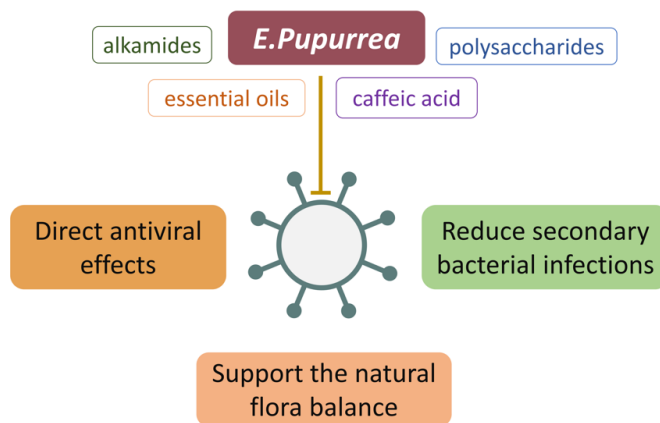 alkamides
E.Pupurrea
polysaccharides
essential oils
caffeic acid
Direct antiviral
effects
Reduce secondary
bacterial infections
Support the natural
flora balance